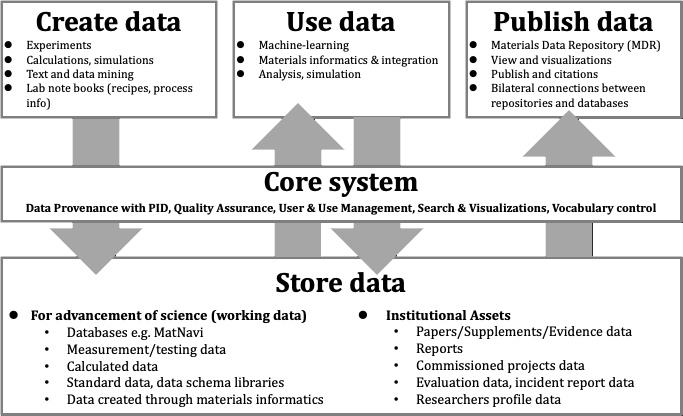 Create data
● Experiments
● Calculations, simulations
● Text and data mining
● Lab note books (recipes, process
info)
Use data
● Machine-learning
● Materials informatics & integration
● Analysis, simulation
Publish data
● Materials Data Repository (MDR)
● View and visualizations
● Publish and citations
● Bilateral connections between
repositories and databases
Core system
Data Provenance with PID, Quality Assurance, User & Use Management, Search & Visualizations, Vocabulary control
Store data
● For advancement of science (working data)
• Databases e.g. MatNavi
• Measurement/testing data
• Calculated data
• Standard data, data schema libraries
• Data created through materials informatics
● Institutional Assets
• Papers/Supplements/Evidence data
• Reports
• Commissioned projects data
• Evaluation data, incident report data
• Researchers profile data